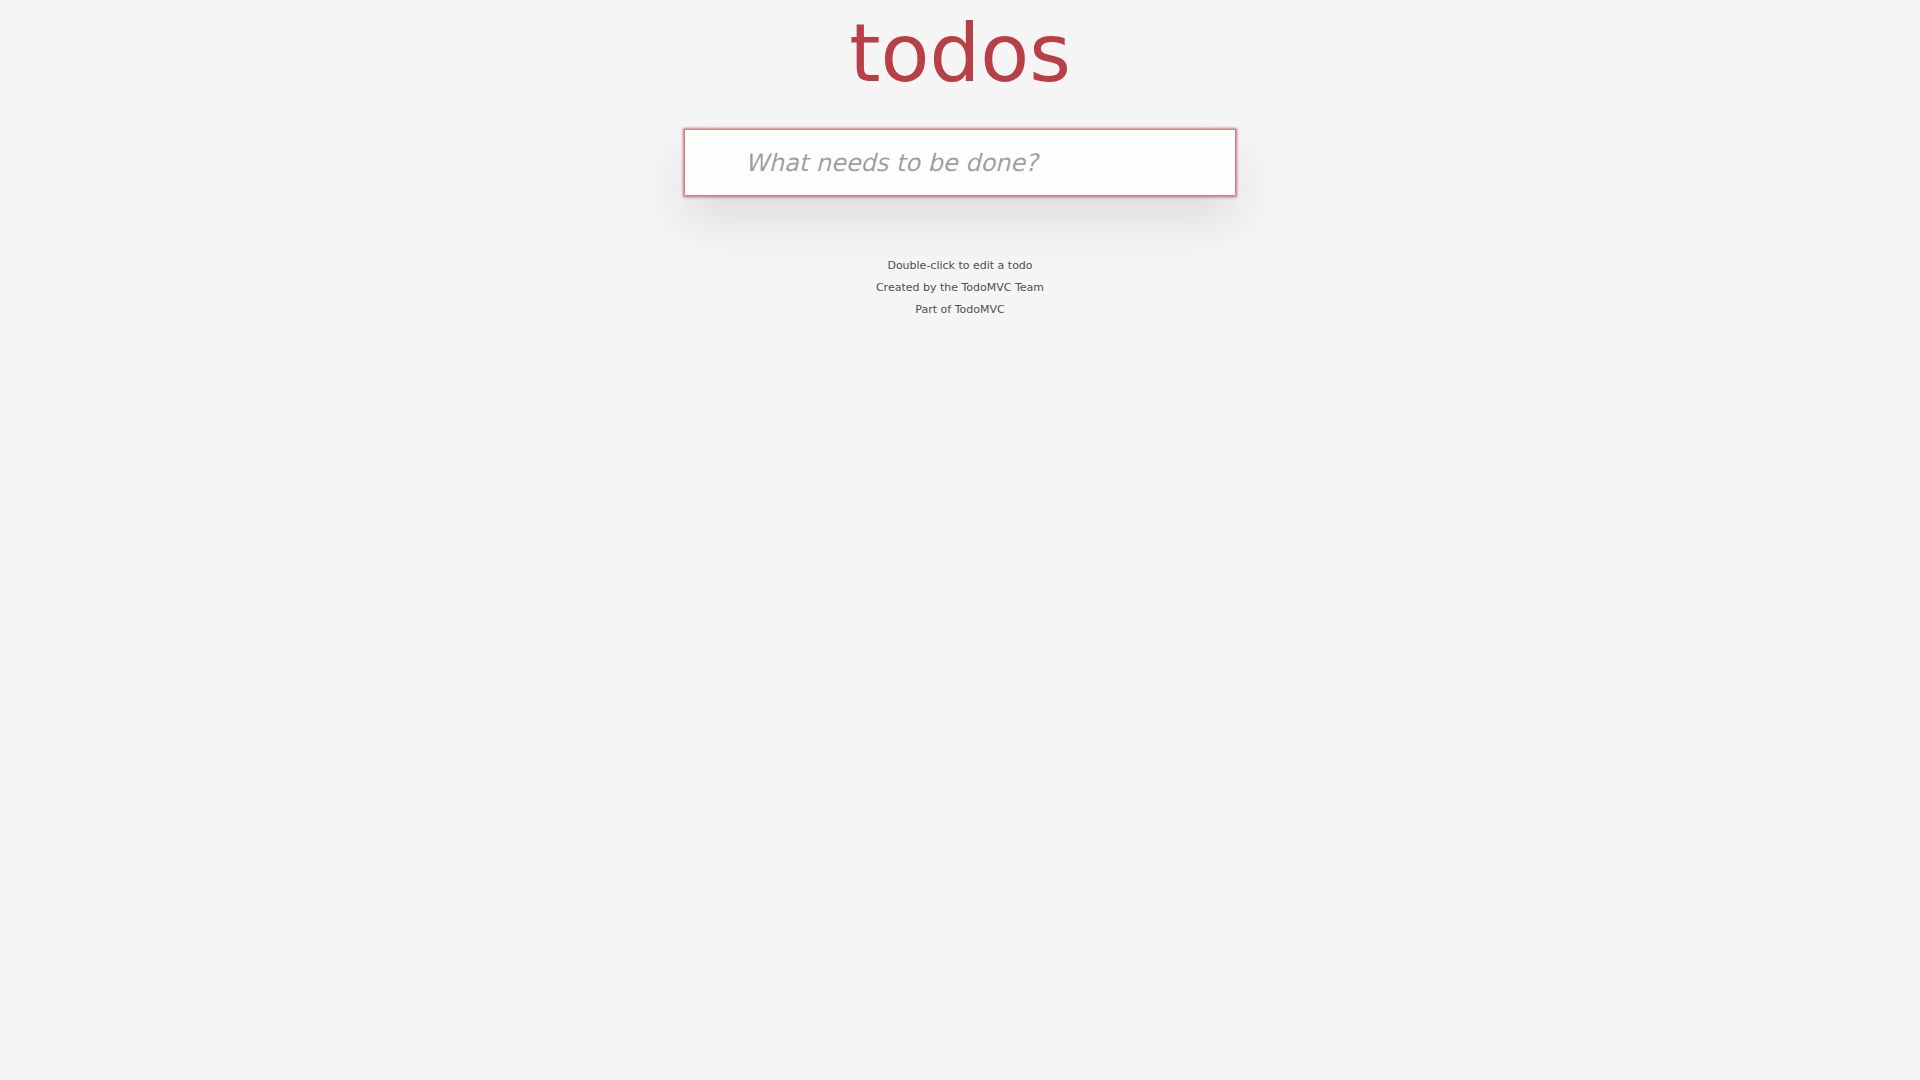 todos
What needs to be done?
Double-click to edit a todo
Created by the TodoMVC Team
Part of TodoMVC